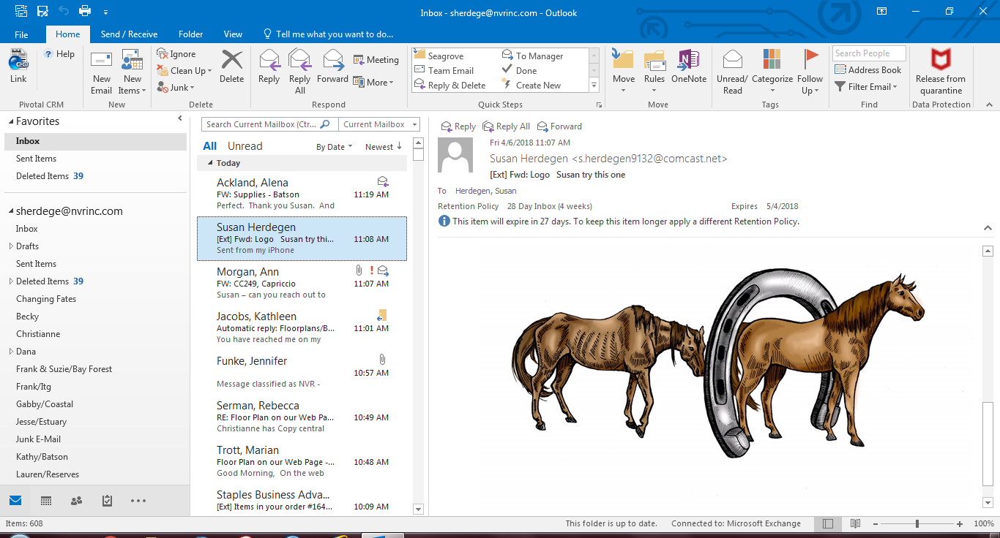 Inbox - sherdege@nvrinc.com - Outlook
File Home Send / Receive Folder View Tell me what you want to do...
Link
Pivotal CRM
Help
New Email
New Items
New
Ignore
Clean Up
Junk
Delete
Delete
Reply
Reply All
Forward
Meeting
More
Respond
Seagrove
Team Email
Reply & Delete
To Manager
Done
Create New
Quick Steps
Move
Rules
OneNote
Move
Unread/ Read
Categorize
Follow Up
Tags
Search People
Address Book
Filter Email
Find
Release from quarantine
Data Protection
Favorites
Inbox
Sent Items
Deleted Items 39
sherdege@nvrinc.com
Inbox
Drafts
Sent Items
Deleted Items 39
Changing Fates
Becky
Christianne
Dana
Frank & Suzie/Bay Forest
Frank/Itg
Gabby/Coastal
Jesse/Estuary
Junk E-Mail
Kathy/Batson
Lauren/Reserves
Search Current Mailbox (Ctr... Current Mailbox
All Unread By Date Newest
Today
Ackland, Alena
FW: Supplies - Batson 11:19 AM
Perfect. Thank you Susan. And
Susan Herdegen
[Ext] Fwd: Logo Susan try thi... 11:08 AM
Sent from my iPhone
Morgan, Ann
FW: CC249, Capriccio 11:07 AM
Susan – can you reach out to
Jacobs, Kathleen
Automatic reply: Floorplans/B... 11:01 AM
You have reached me on my
Funke, Jennifer
10:57 AM
Message classified as NVR -
Serman, Rebecca
RE: Floor Plan on our Web Pa... 10:49 AM
Christianne has Copy central
Trott, Marian
Floor Plan on our Web Page -... 10:48 AM
Good Morning, On the web
Staples Business Adva...
[Ext] Items in your order #164... 10:09 AM
Reply Reply All Forward
Fri 4/6/2018 11:07 AM
Susan Herdegen <s.herdegen9132@comcast.net>
[Ext] Fwd: Logo Susan try this one
To Herdegen, Susan
Retention Policy 28 Day Inbox (4 weeks) Expires 5/4/2018
This item will expire in 27 days. To keep this item longer apply a different Retention Policy.
Items: 608 This folder is up to date. Connected to: Microsoft Exchange 100%